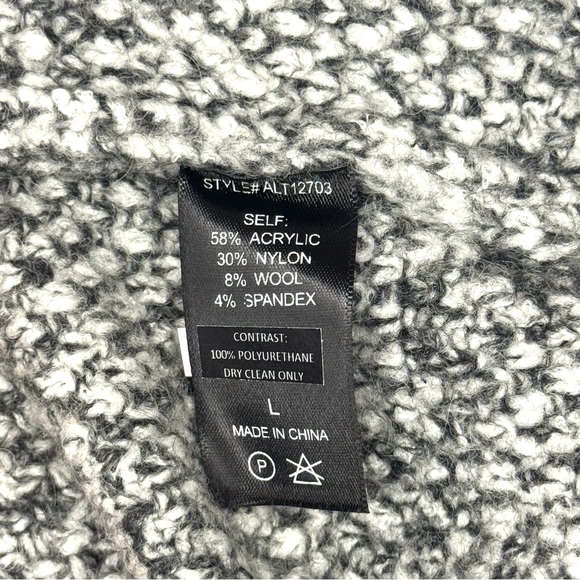 STYLE# ALT12703
SELF:
58% ACRYLIC
30% NYLON
8% WOOL
4% SPANDEX
CONTRAST:
100% POLYURETHANE
DRY CLEAN ONLY
L
MADE IN CHINA
P